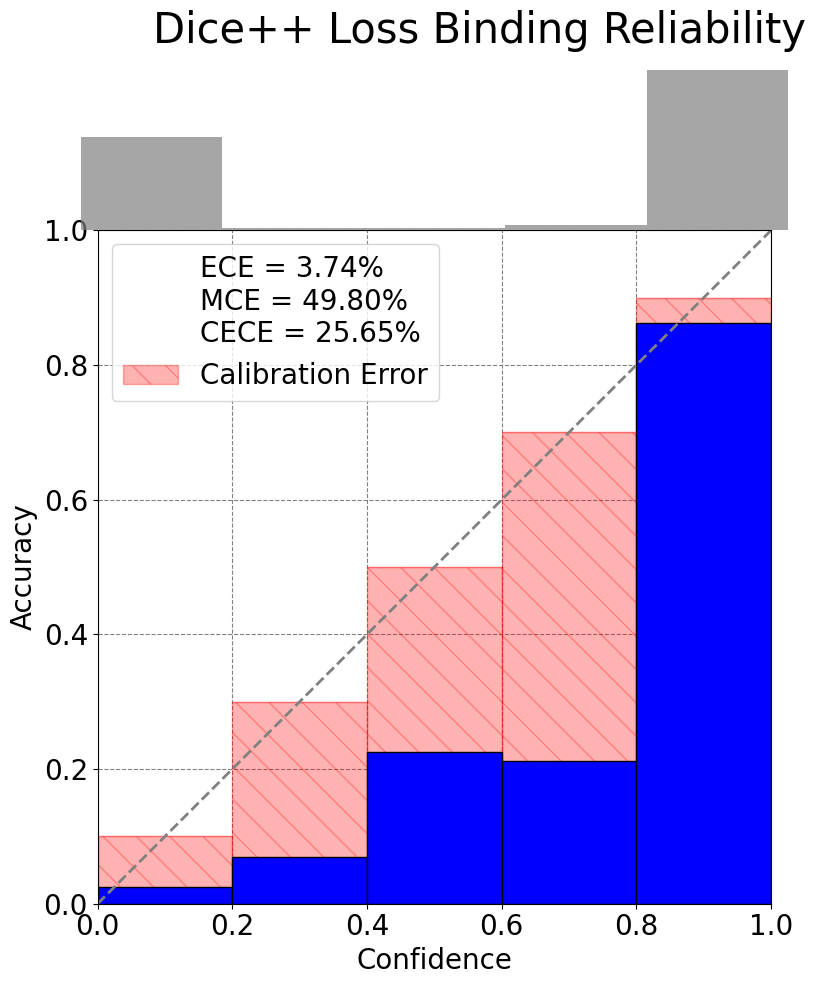 Dice++ Loss Binding Reliability
ECE = 3.74%
MCE = 49.80%
CECE = 25.65%
Calibration Error
1.0
0.8
0.6
0.4
0.2
0.0
Accuracy
0.0 0.2 0.4 0.6 0.8 1.0
Confidence